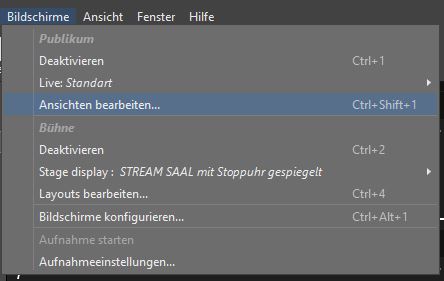 Bildschirme Ansicht Fenster Hilfe
Publikum
Deaktivieren Ctrl+1
Live: Standart
Ansichten bearbeiten... Ctrl+Shift+1
Bühne
Deaktivieren Ctrl+2
Stage display : STREAM SAAL mit Stoppuhr gespiegelt
Layouts bearbeiten... Ctrl+4
Bildschirme konfigurieren... Ctrl+Alt+1
Aufnahme starten
Aufnahmeeinstellungen...